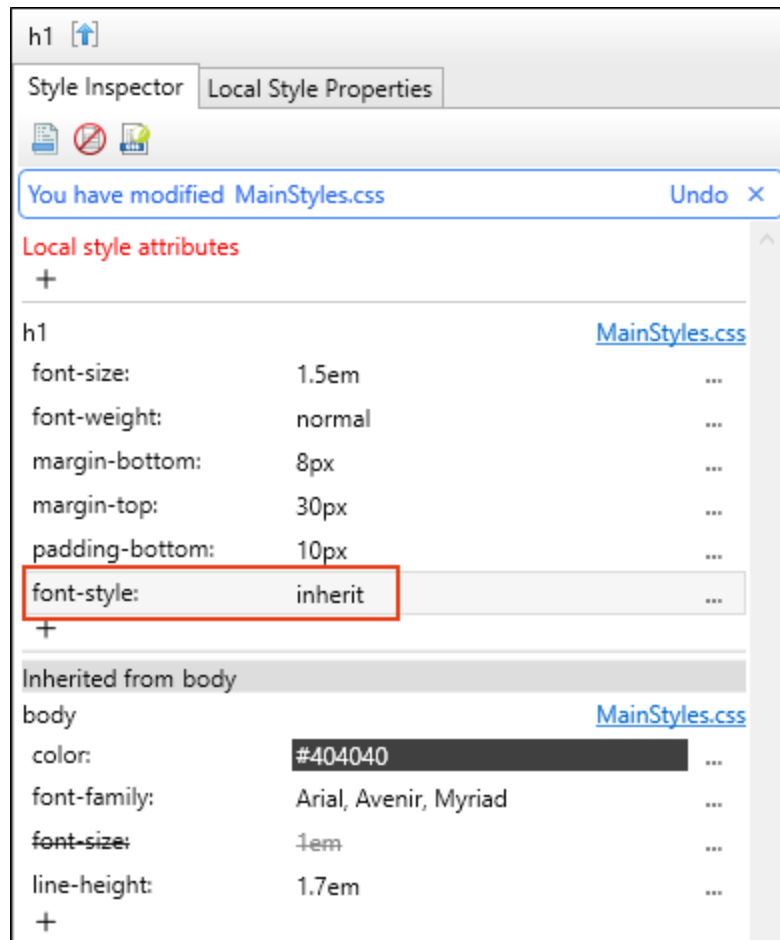 h1
Style Inspector Local Style Properties
You have modified MainStyles.css Undo ×
Local style attributes
+
h1 MainStyles.css
font-size: 1.5em ...
font-weight: normal ...
margin-bottom: 8px ...
margin-top: 30px ...
padding-bottom: 10px ...
font-style: inherit ...
+
Inherited from body
body MainStyles.css
color: #404040 ...
font-family: Arial, Avenir, Myriad ...
font-size: 1em ...
line-height: 1.7em ...
+